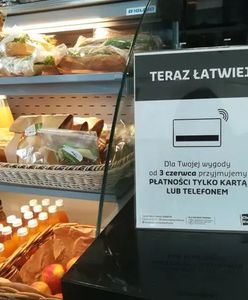 TERAZ ŁATWIEJ
Dla Twojej wygody
od 3 czerwca przyjmujemy
PŁATNOŚCI TYLKO KARTĄ
LUB TELEFONEM